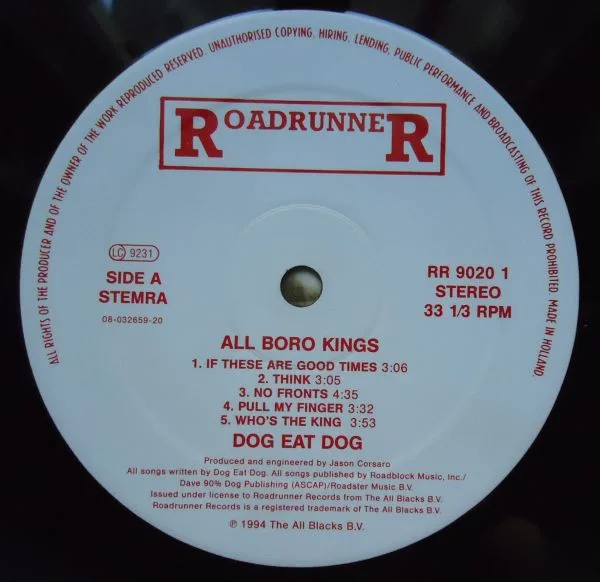 ALL RIGHTS OF THE PRODUCER AND OF THE OWNER OF THE WORK REPRODUCED RESERVED. UNAUTHORISED COPYING. HIRING, LENDING, PUBLIC PERFORMANCE AND BROADCASTING OF THIS RECORD PROHIBITED. MADE IN HOLLAND.
ROADRUNNER
LC 9231
SIDE A
STEMRA
08-032659-20
RR 9020 1
STEREO
33 1/3 RPM
ALL BORO KINGS
1. IF THESE ARE GOOD TIMES 3:06
2. THINK 3:05
3. NO FRONTS 4:35
4. PULL MY FINGER 3:32
5. WHO'S THE KING 3:53
DOG EAT DOG
Produced and engineered by Jason Corsaro
All songs written by Dog Eat Dog. All songs published by Roadblock Music, Inc./
Dave 90% Dog Publishing (ASCAP)/Roadster Music B.V.
Issued under license to Roadrunner Records from The All Blacks B.V.
Roadrunner Records is a registered trademark of The All Blacks B.V.
℗ 1994 The All Blacks B.V.